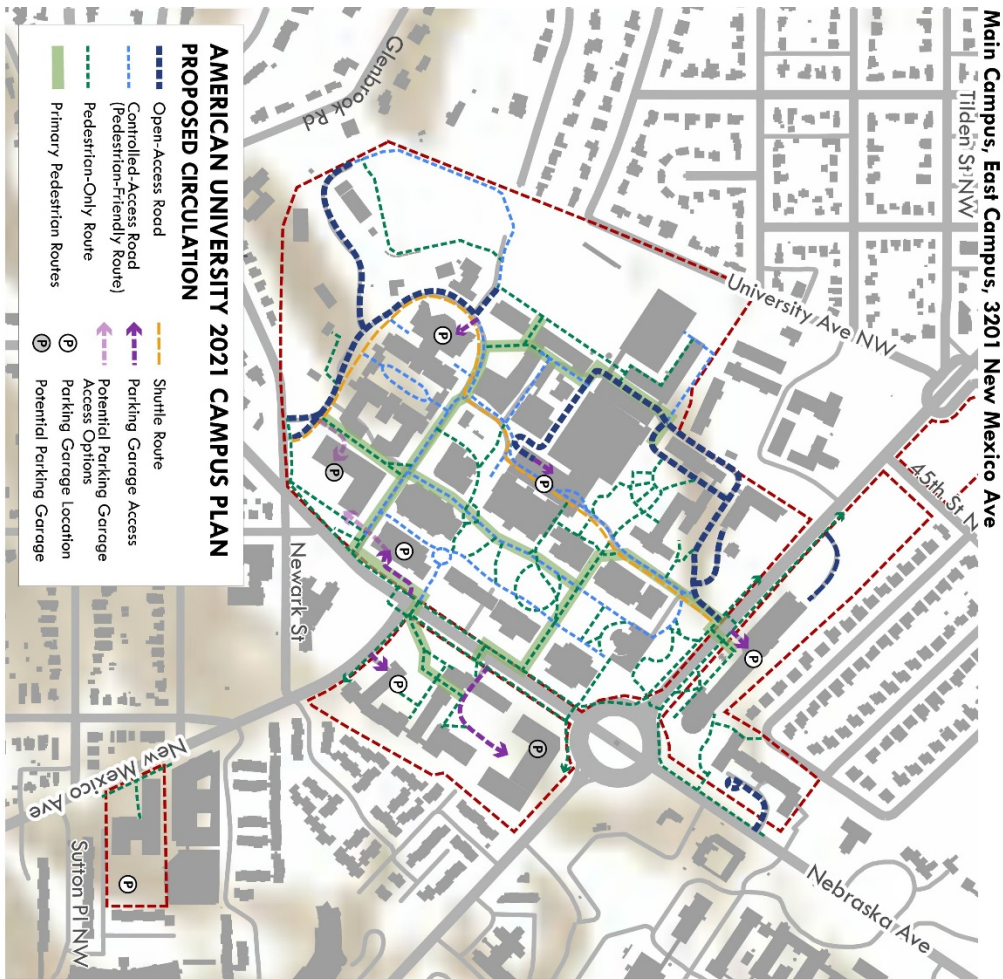 Main Campus, East Campus, 3201 New Mexico Ave
Tilden St NW
Glenbrook Rd
University Ave NW
45th St N
Newark St
New Mexico Ave
Sutton Pl NW
Nebraska Ave
P
P
P
P
P
P
P
P
AMERICAN UNIVERSITY 2021 CAMPUS PLAN
PROPOSED CIRCULATION
Open-Access Road
Controlled-Access Road
(Pedestrian-Friendly Route)
Pedestrian-Only Route
Primary Pedestrian Routes
Shuttle Route
Parking Garage Access
Potential Parking Garage
Access Options
P
Parking Garage Location
P
Potential Parking Garage